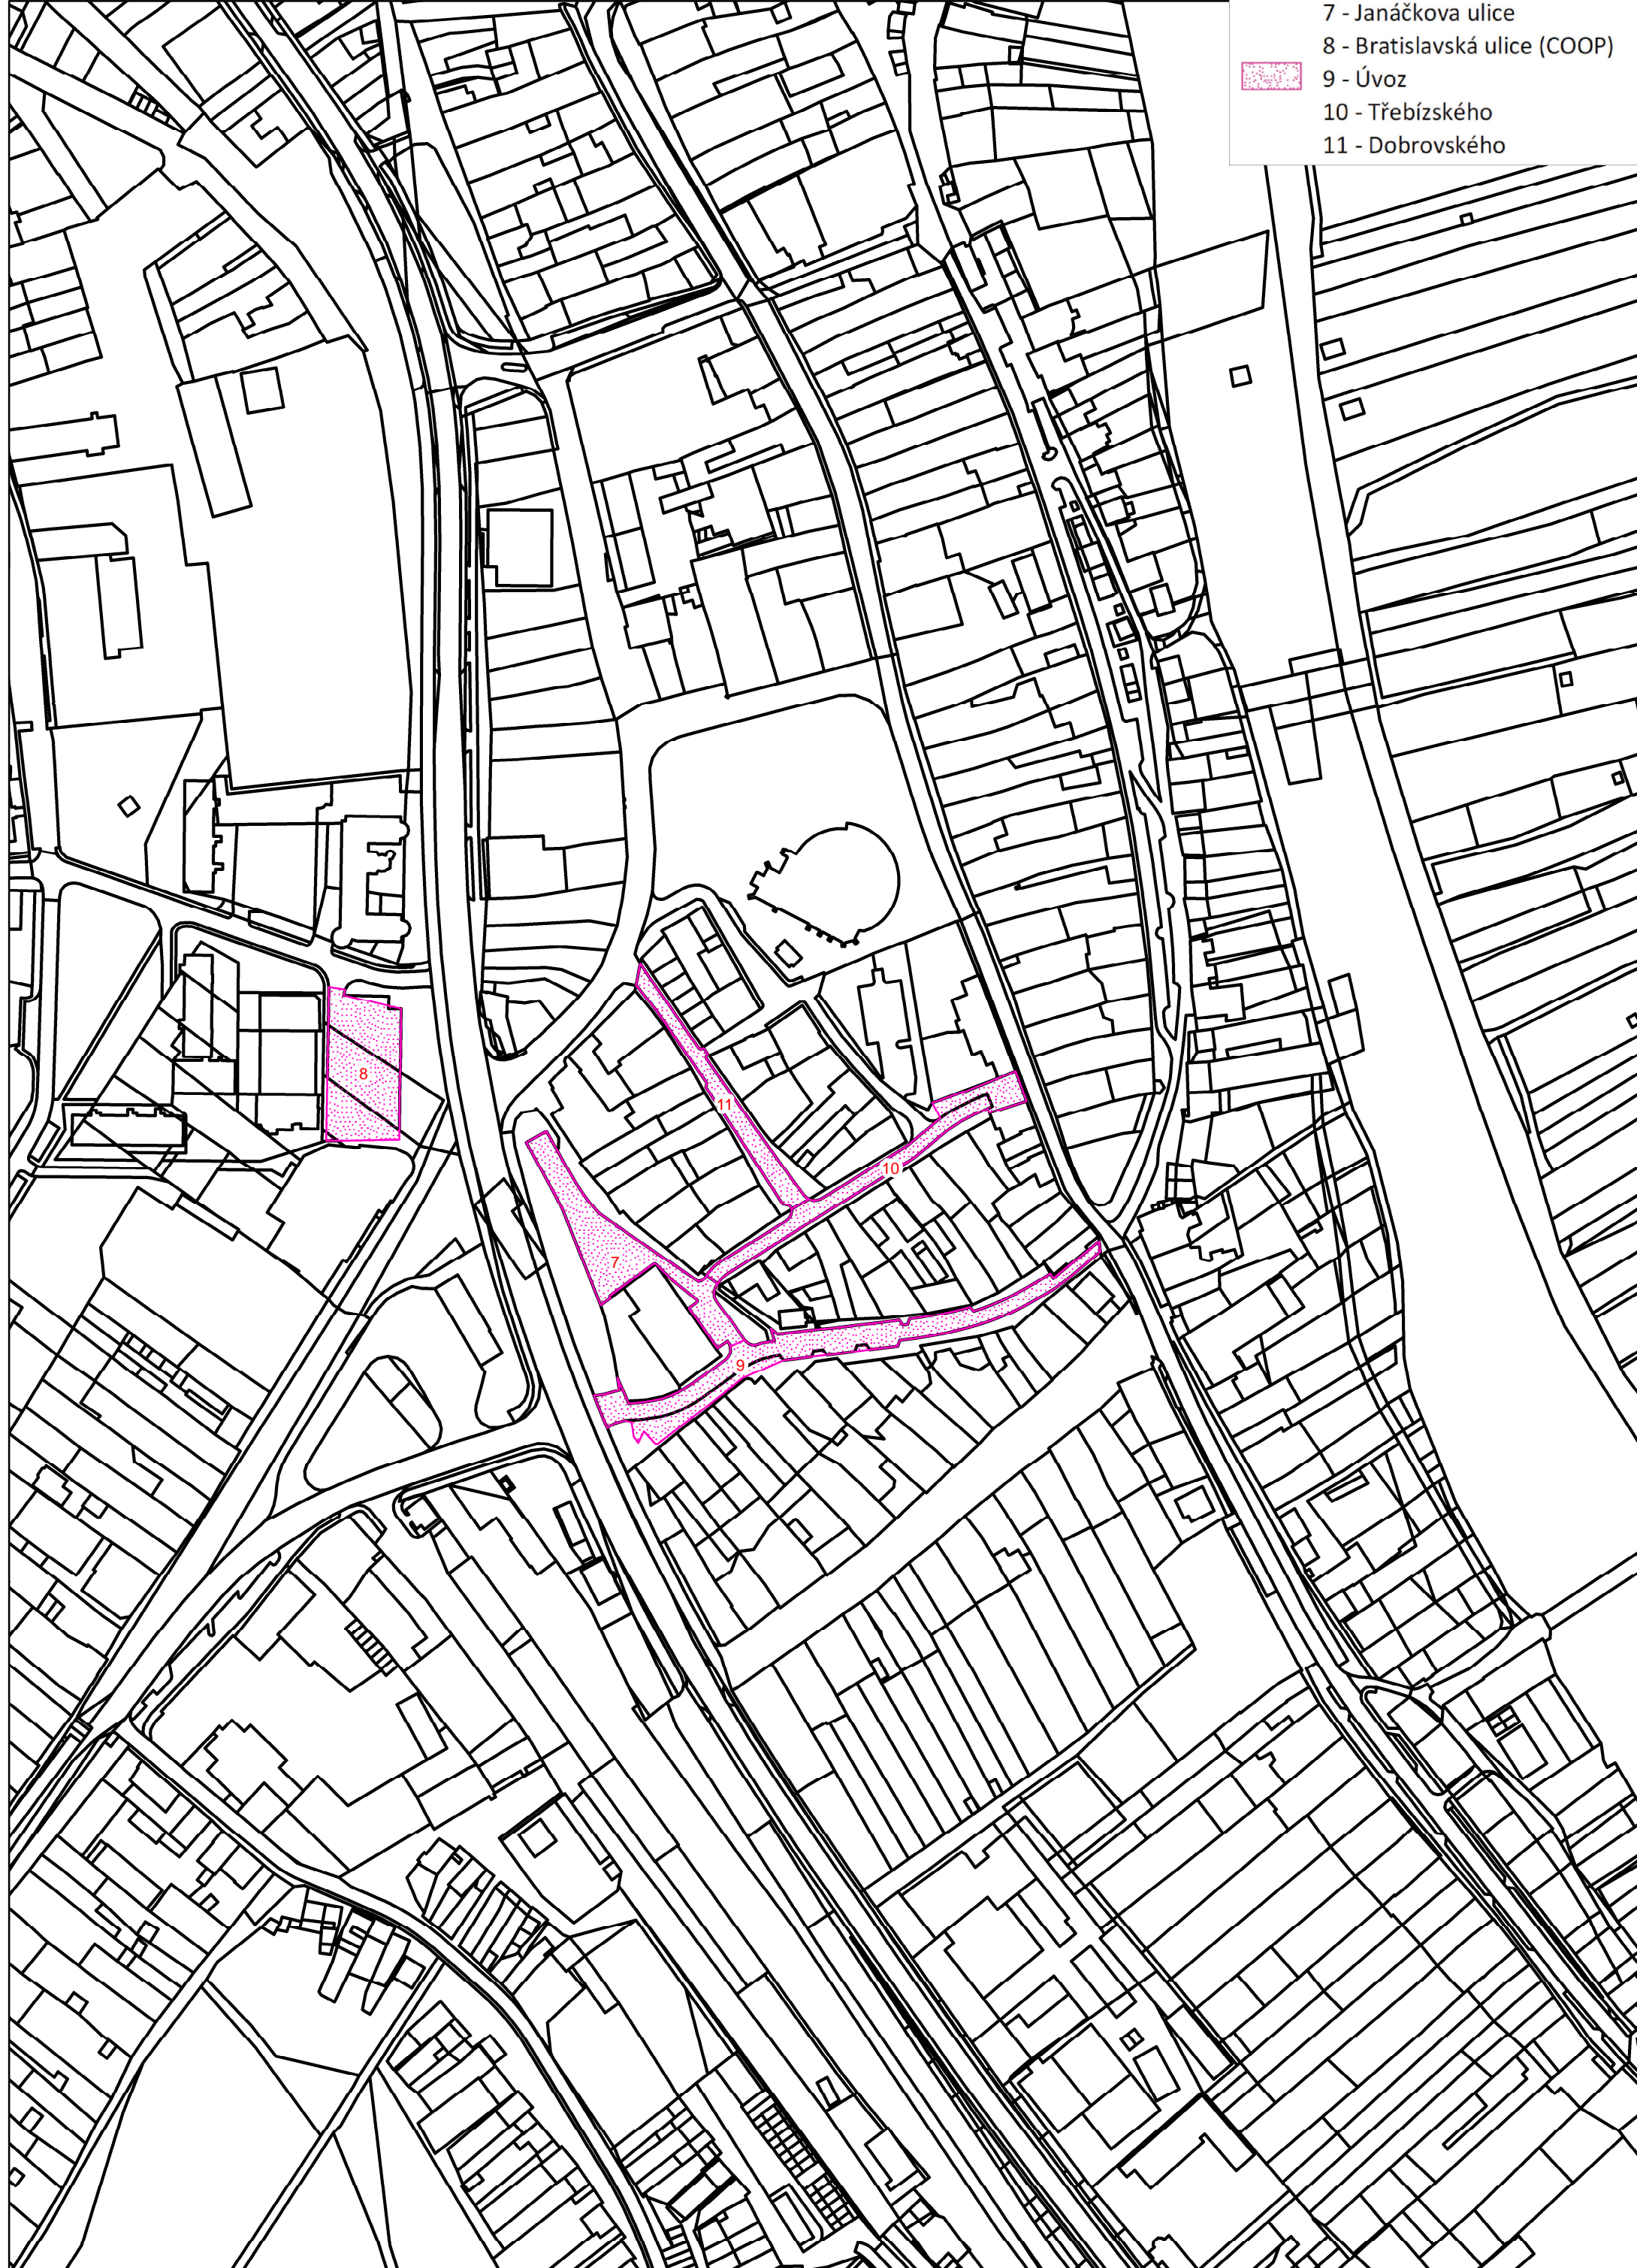 7 - Janáčkova ulice
8 - Bratislavská ulice (COOP)
9 - Úvoz
10 - Třebízského
11 - Dobrovského
8
11
10
7
9